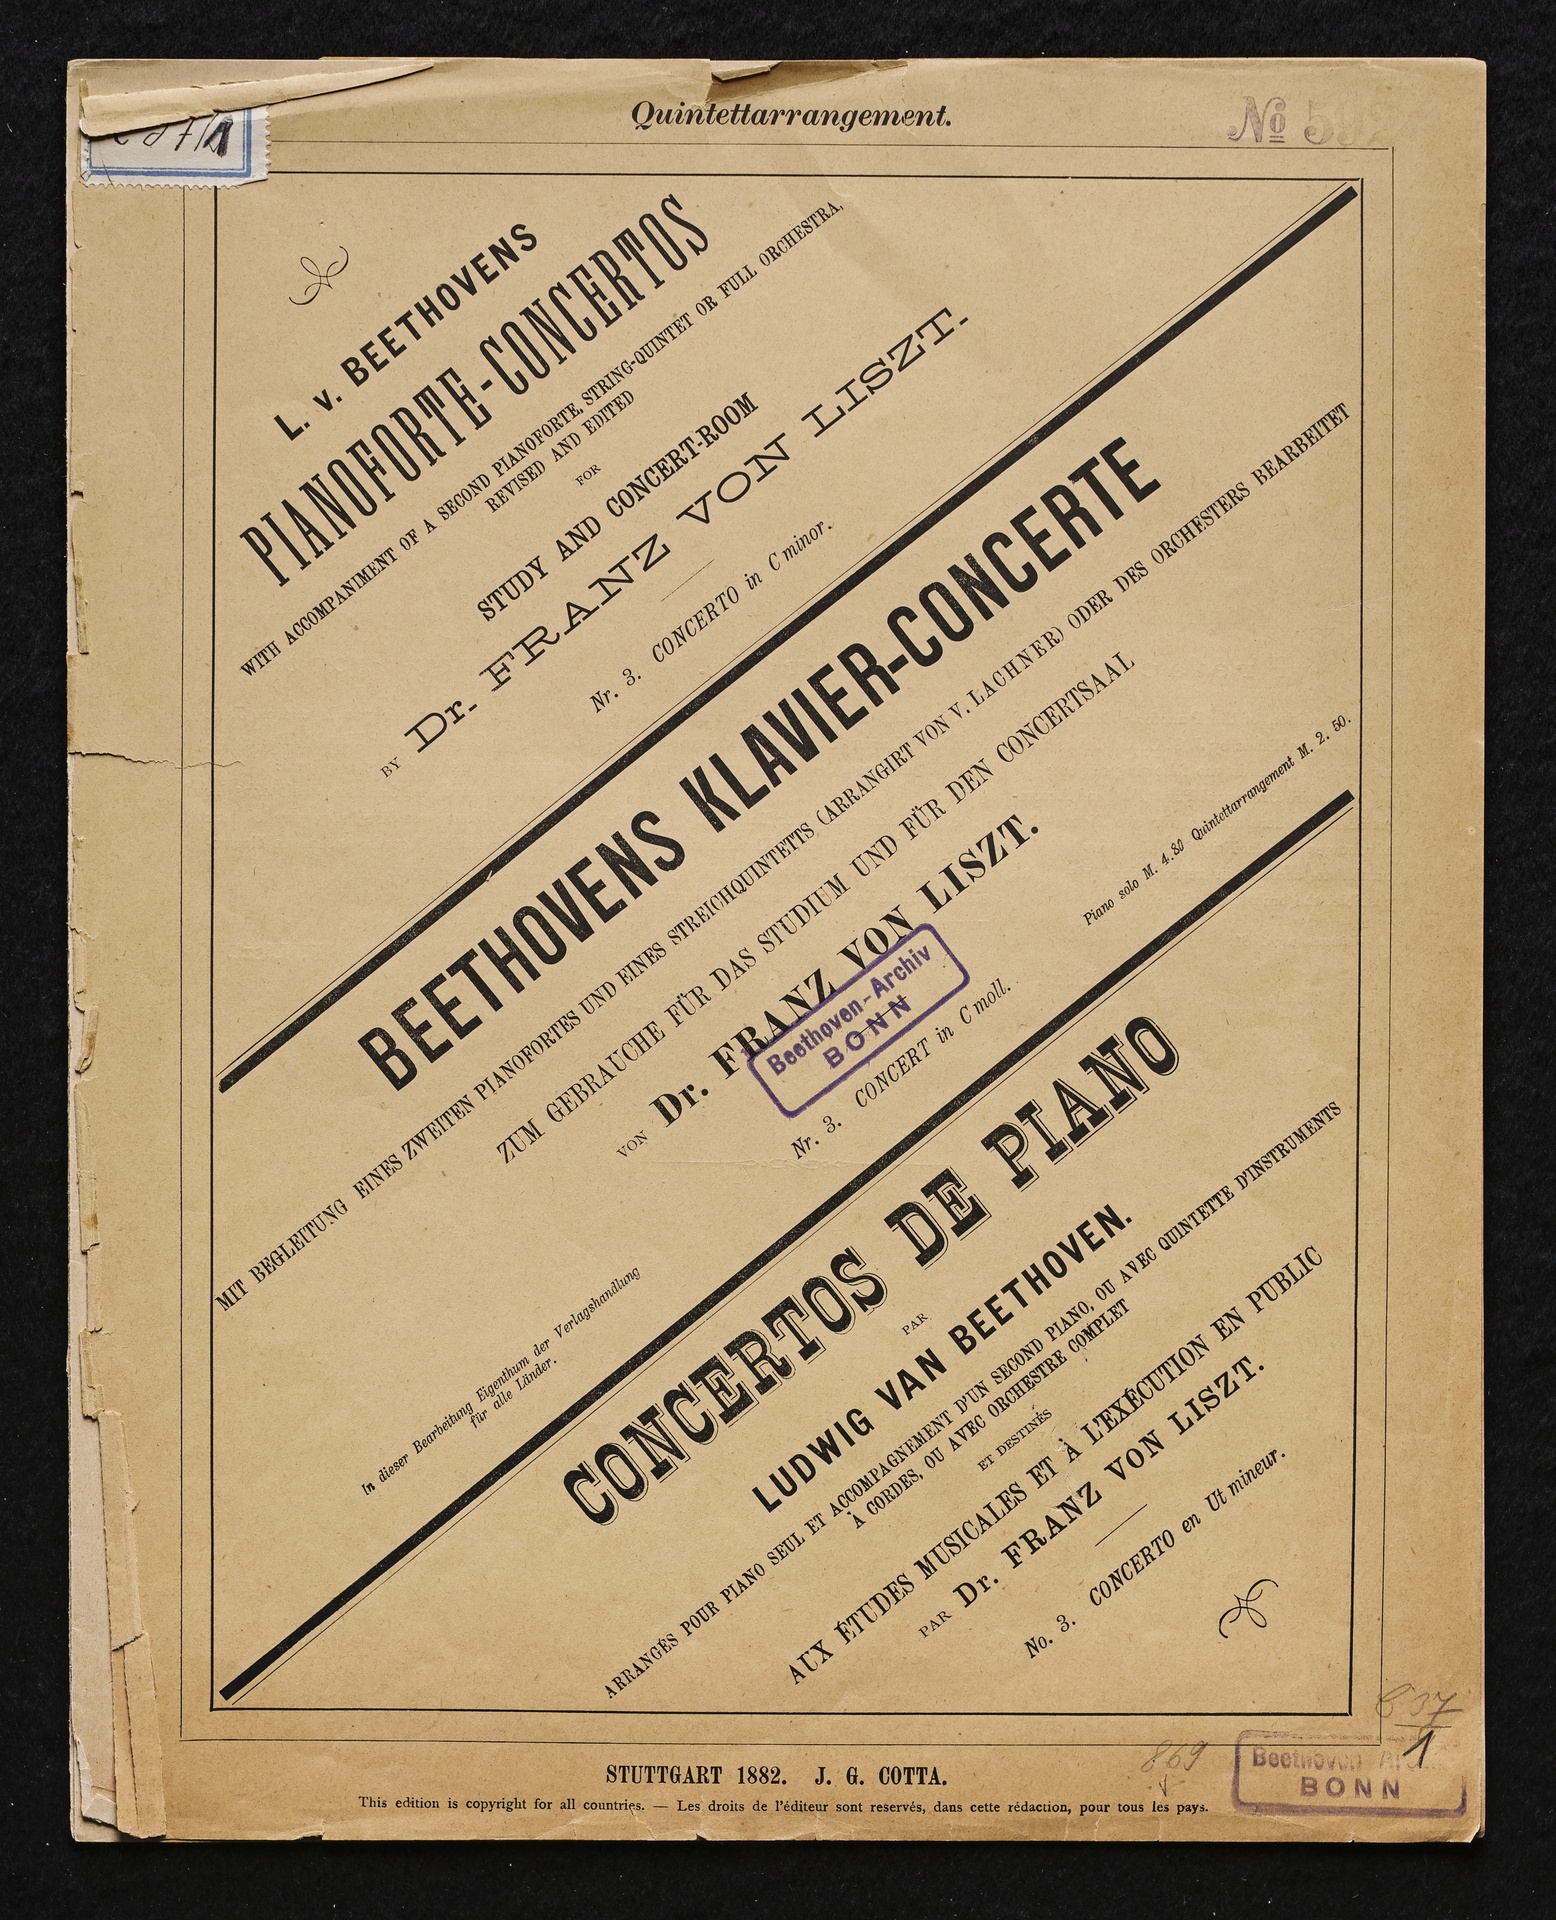 Quintettarrangement.
No
L. v. BEETHOVENS
PIANOFORTE-CONCERTOS
WITH ACCOMPANIMENT OF A SECOND PIANOFORTE, STRING-QUINTET OR FULL ORCHESTRA,
REVISED AND EDITED
FOR
STUDY AND CONCERT-ROOM
BY Dr. FRANZ VON LISZT.
Nr. 3. CONCERTO in C minor.
BEETHOVENS KLAVIER-CONCERTE
MIT BEGLEITUNG EINES ZWEITEN PIANOFORTES UND EINES STREICHQUINTETTS (ARRANGIRT VON V. LACHNER) ODER DES ORCHESTERS BEARBEITET
ZUM GEBRAUCHE FÜR DAS STUDIUM UND FÜR DEN CONCERTSAAL
VON Dr. FRANZ VON LISZT.
Beethoven-Archiv
BONN
Nr. 3. CONCERT in C moll.
Piano solo M. 4.80 Quintettarrangement M. 2. 50.
In dieser Bearbeitung Eigenthum der Verlagshandlung
für alle Länder.
CONCERTOS DE PIANO
PAR
LUDWIG VAN BEETHOVEN.
ARRANGÉS POUR PIANO SEUL ET ACCOMPAGNEMENT D'UN SECOND PIANO, OU AVEC QUINTETTE D'INSTRUMENTS
À CORDES, OU AVEC ORCHESTRE COMPLET
ET DESTINÉS
AUX ÉTUDES MUSICALES ET À L'EXÉCUTION EN PUBLIC
PAR Dr. FRANZ VON LISZT.
No. 3. CONCERTO en Ut mineur.
C 37
1
869
Beethoven
BONN
STUTTGART 1882. J. G. COTTA.
This edition is copyright for all countries. — Les droits de l'éditeur sont reservés, dans cette rédaction, pour tous les pays.